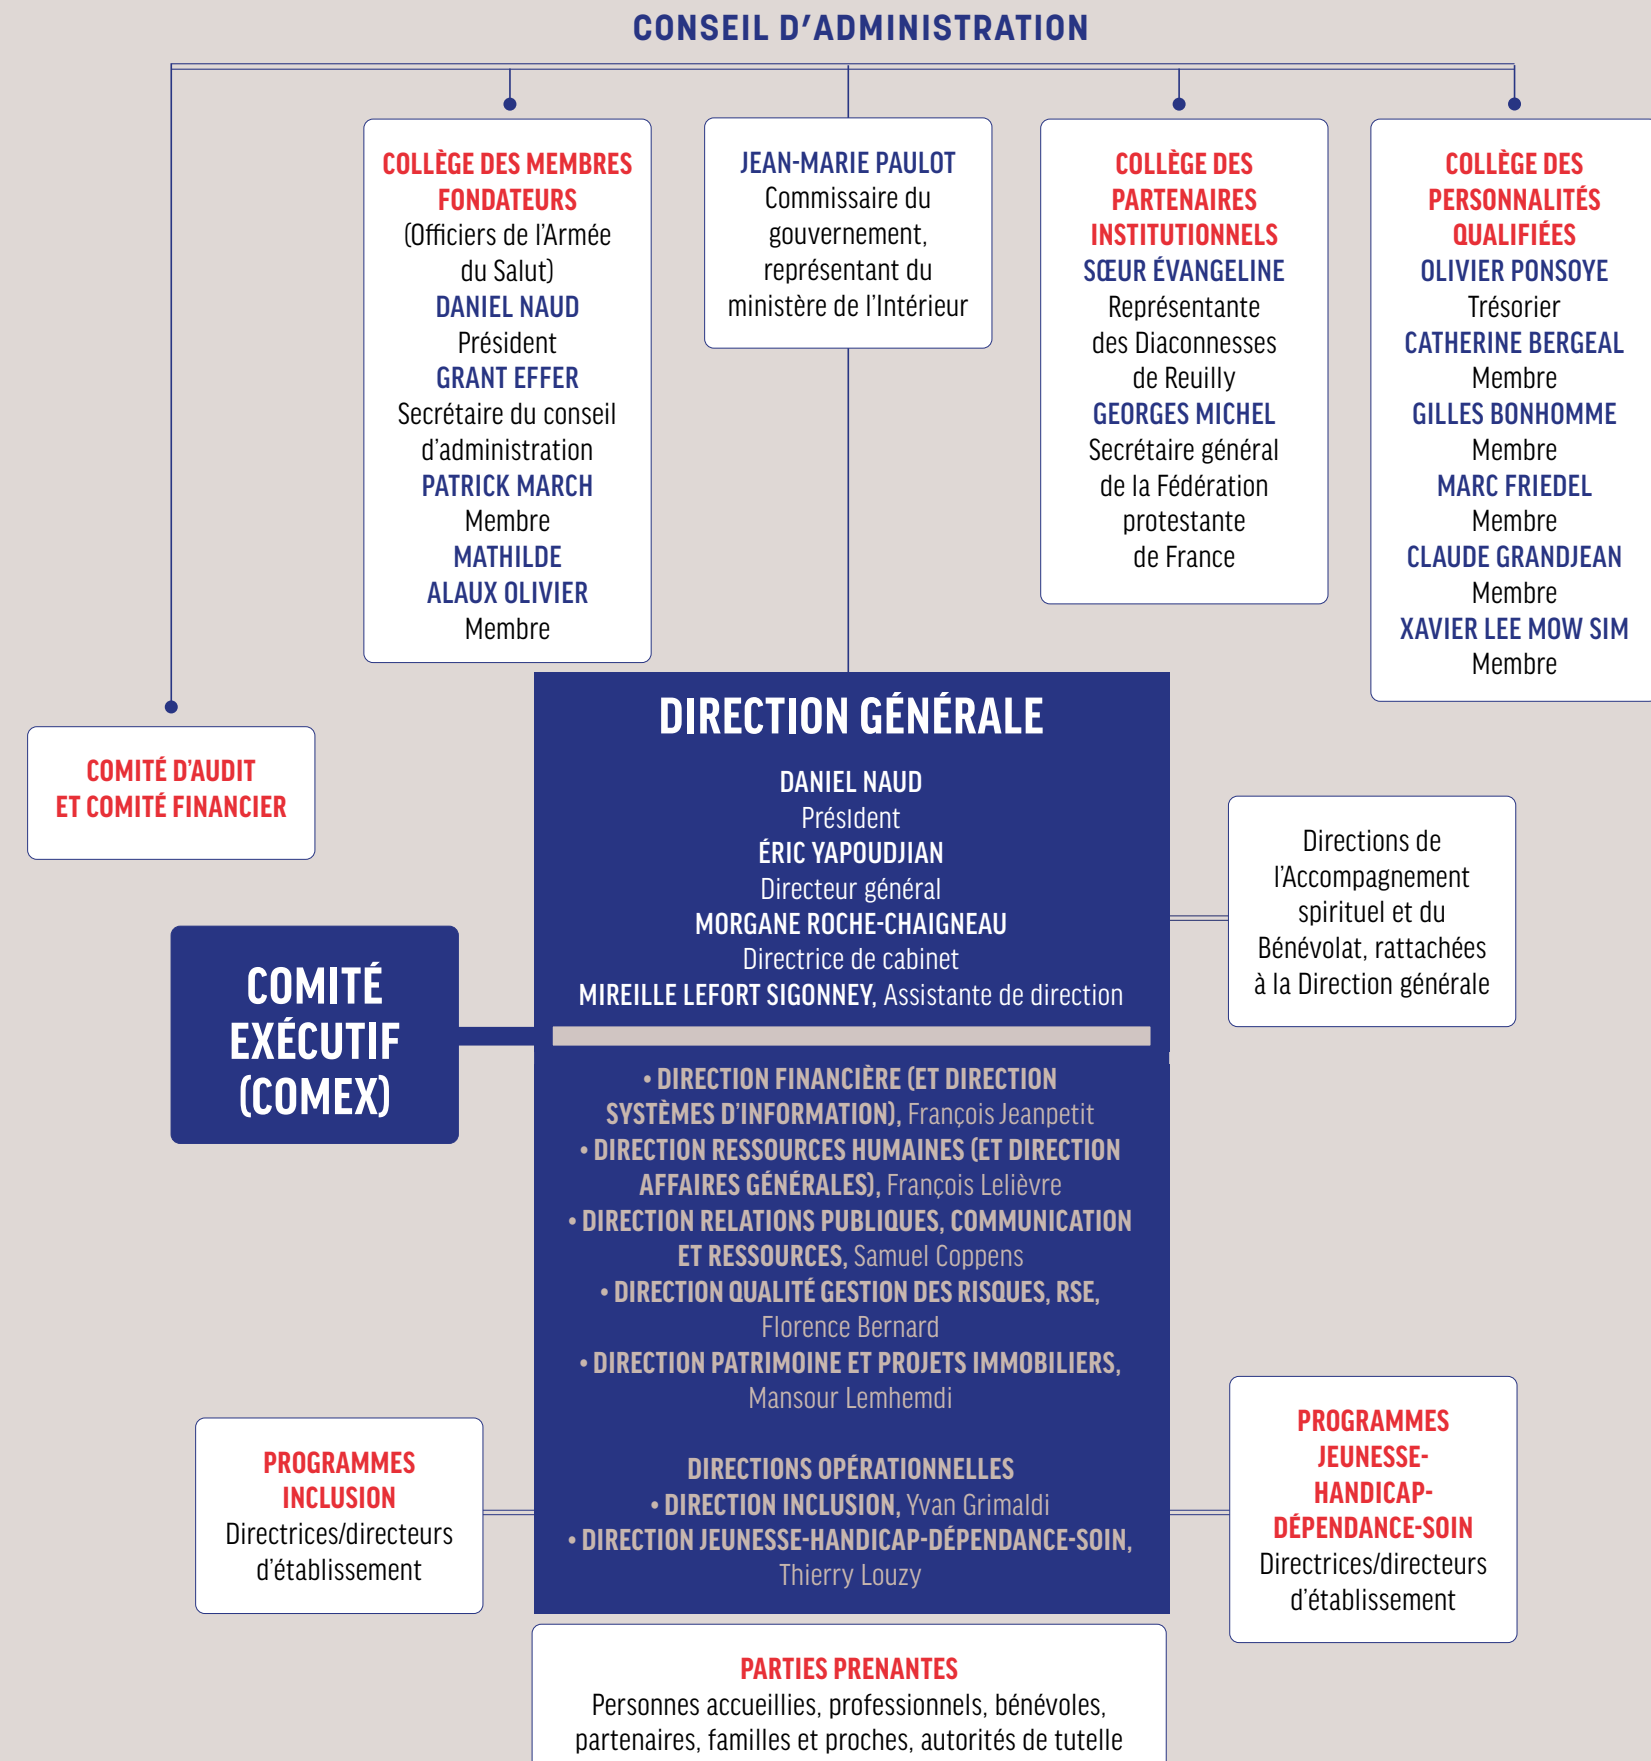 CONSEIL D'ADMINISTRATION
COLLÈGE DES MEMBRES
FONDATEURS
(Officiers de l'Armée
du Salut)
DANIEL NAUD
Président
GRANT EFFER
Secrétaire du conseil
d'administration
PATRICK MARCH
Membre
MATHILDE
ALAUX OLIVIER
Membre
JEAN-MARIE PAULOT
Commissaire du
gouvernement,
représentant du
ministère de l'Intérieur
COLLÈGE DES
PARTENAIRES
INSTITUTIONNELS
SŒUR ÉVANGELINE
Représentante
des Diaconnesses
de Reuilly
GEORGES MICHEL
Secrétaire général
de la Fédération
protestante
de France
COLLÈGE DES
PERSONNALITÉS
QUALIFIÉES
OLIVIER PONSOYE
Trésorier
CATHERINE BERGEAL
Membre
GILLES BONHOMME
Membre
MARC FRIEDEL
Membre
CLAUDE GRANDJEAN
Membre
XAVIER LEE MOW SIM
Membre
COMITÉ D'AUDIT
ET COMITÉ FINANCIER
DIRECTION GÉNÉRALE
DANIEL NAUD
Président
ÉRIC YAPOUDJIAN
Directeur général
MORGANE ROCHE-CHAIGNEAU
Directrice de cabinet
MIREILLE LEFORT SIGONNEY, Assistante de direction
Directions de
l'Accompagnement
spirituel et du
Bénévolat, rattachées
à la Direction générale
COMITÉ
EXÉCUTIF
(COMEX)
• DIRECTION FINANCIÈRE (ET DIRECTION
SYSTÈMES D'INFORMATION), François Jeanpetit
• DIRECTION RESSOURCES HUMAINES (ET DIRECTION
AFFAIRES GÉNÉRALES), François Lelièvre
• DIRECTION RELATIONS PUBLIQUES, COMMUNICATION
ET RESSOURCES, Samuel Coppens
• DIRECTION QUALITÉ GESTION DES RISQUES, RSE,
Florence Bernard
• DIRECTION PATRIMOINE ET PROJETS IMMOBILIERS,
Mansour Lemhemdi
DIRECTIONS OPÉRATIONNELLES
• DIRECTION INCLUSION, Yvan Grimaldi
• DIRECTION JEUNESSE-HANDICAP-DÉPENDANCE-SOIN,
Thierry Louzy
PROGRAMMES
INCLUSION
Directrices/directeurs
d'établissement
PROGRAMMES
JEUNESSE-
HANDICAP-
DÉPENDANCE-SOIN
Directrices/directeurs
d'établissement
PARTIES PRENANTES
Personnes accueillies, professionnels, bénévoles,
partenaires, familles et proches, autorités de tutelle